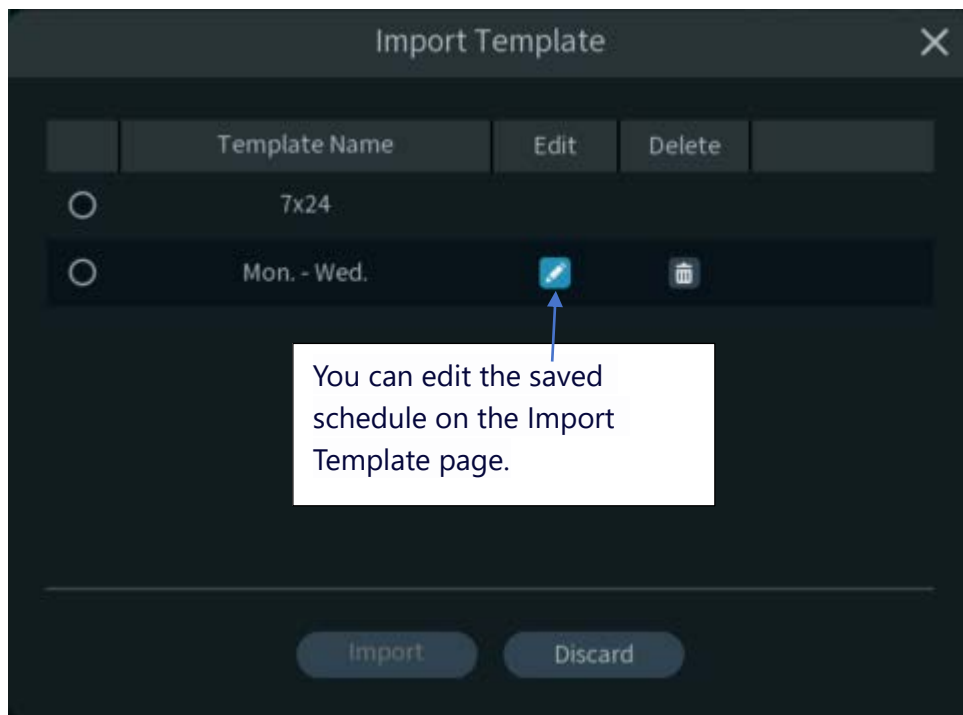 Import Template
Template Name Edit Delete
7x24
Mon. - Wed.
You can edit the saved
schedule on the Import
Template page.
Import Discard